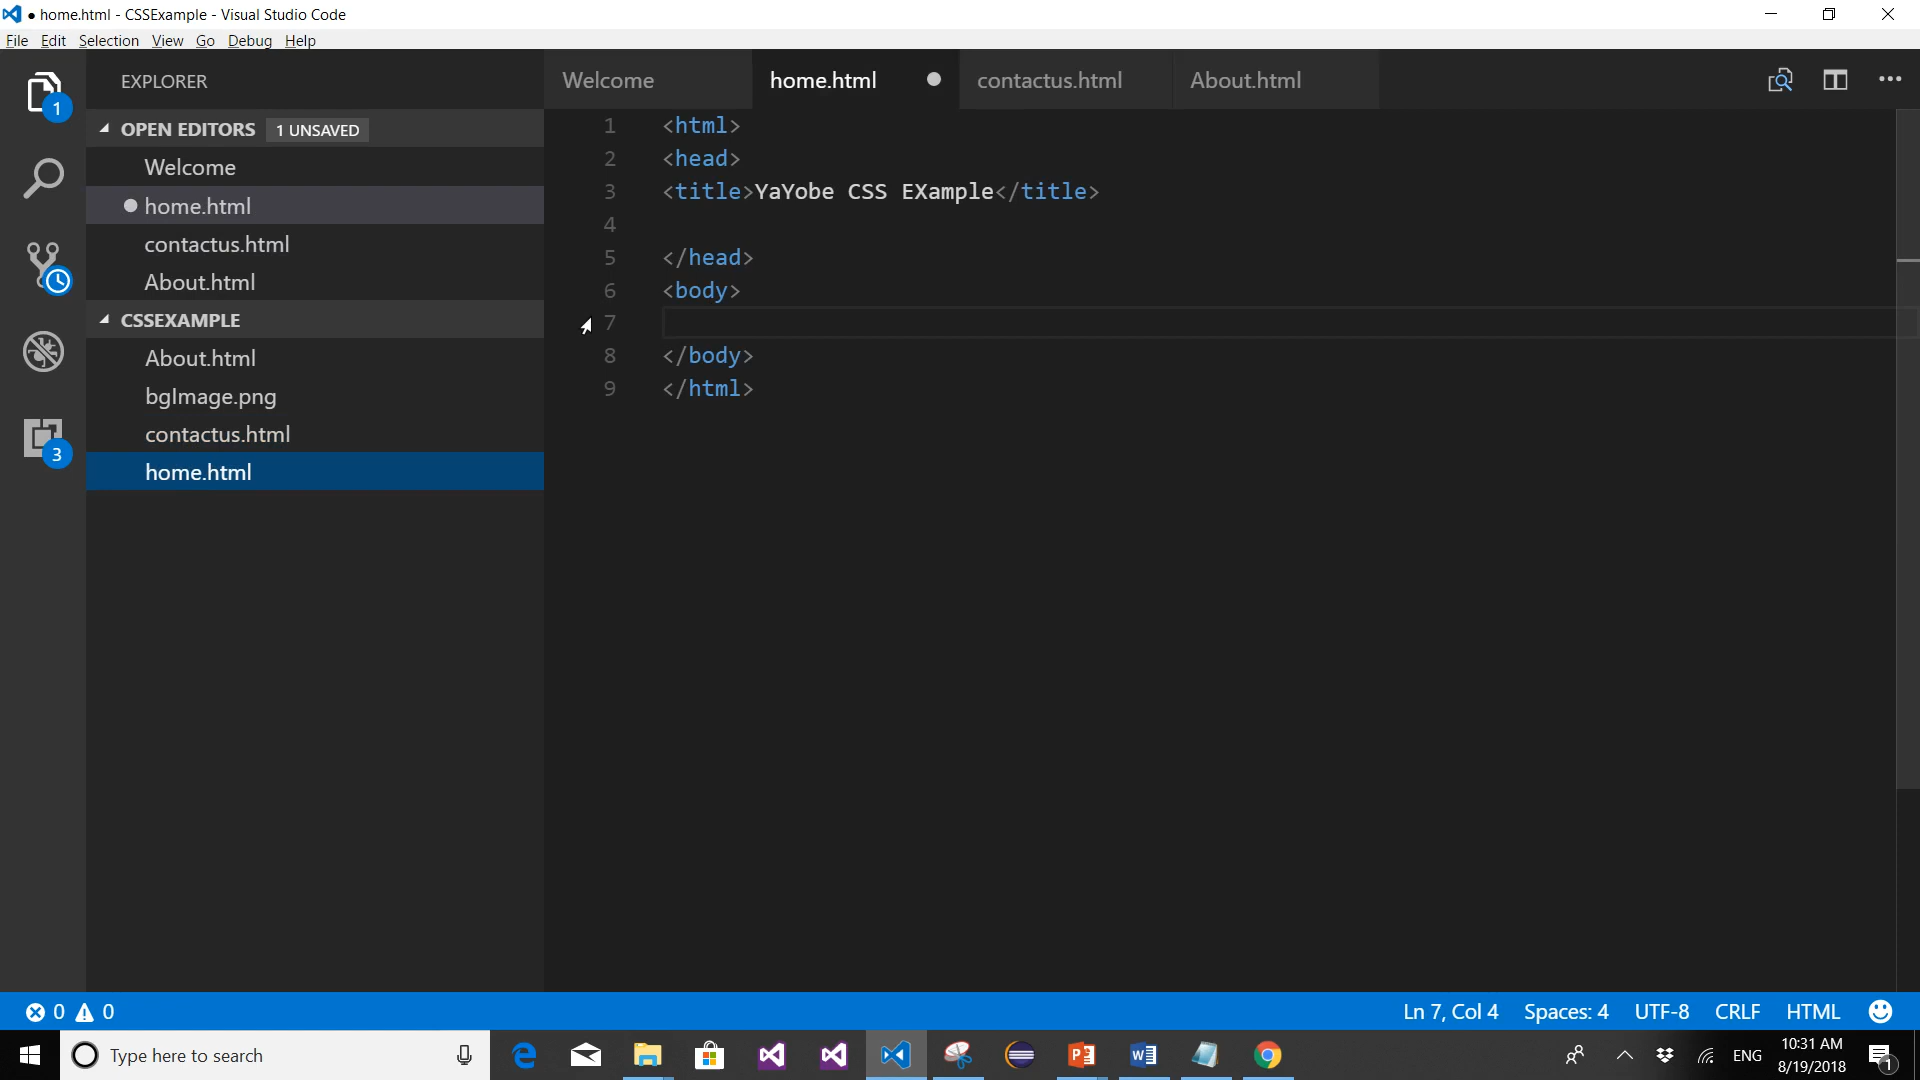 home.html - CSSExample - Visual Studio Code
File Edit Selection View Go Debug Help
EXPLORER
Welcome home.html contactus.html About.html
1
OPEN EDITORS 1 UNSAVED
Welcome
home.html
contactus.html
About.html
CSSEXAMPLE
About.html
bgImage.png
contactus.html
home.html
3
1 <html>
2 <head>
3 <title>YaYobe CSS EXample</title>
4
5 </head>
6 <body>
7
8 </body>
9 </html>
0 0
Ln 7, Col 4 Spaces: 4 UTF-8 CRLF HTML
Type here to search
ENG
10:31 AM
8/19/2018
1